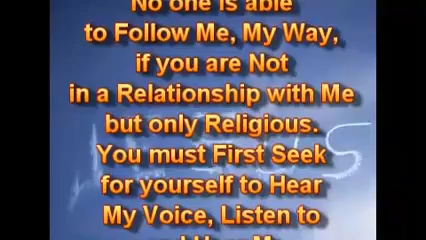 No one is able
to Follow Me, My Way,
if you are Not
in a Relationship with Me
but only Religious.
You must First Seek
for yourself to Hear
My Voice, Listen to